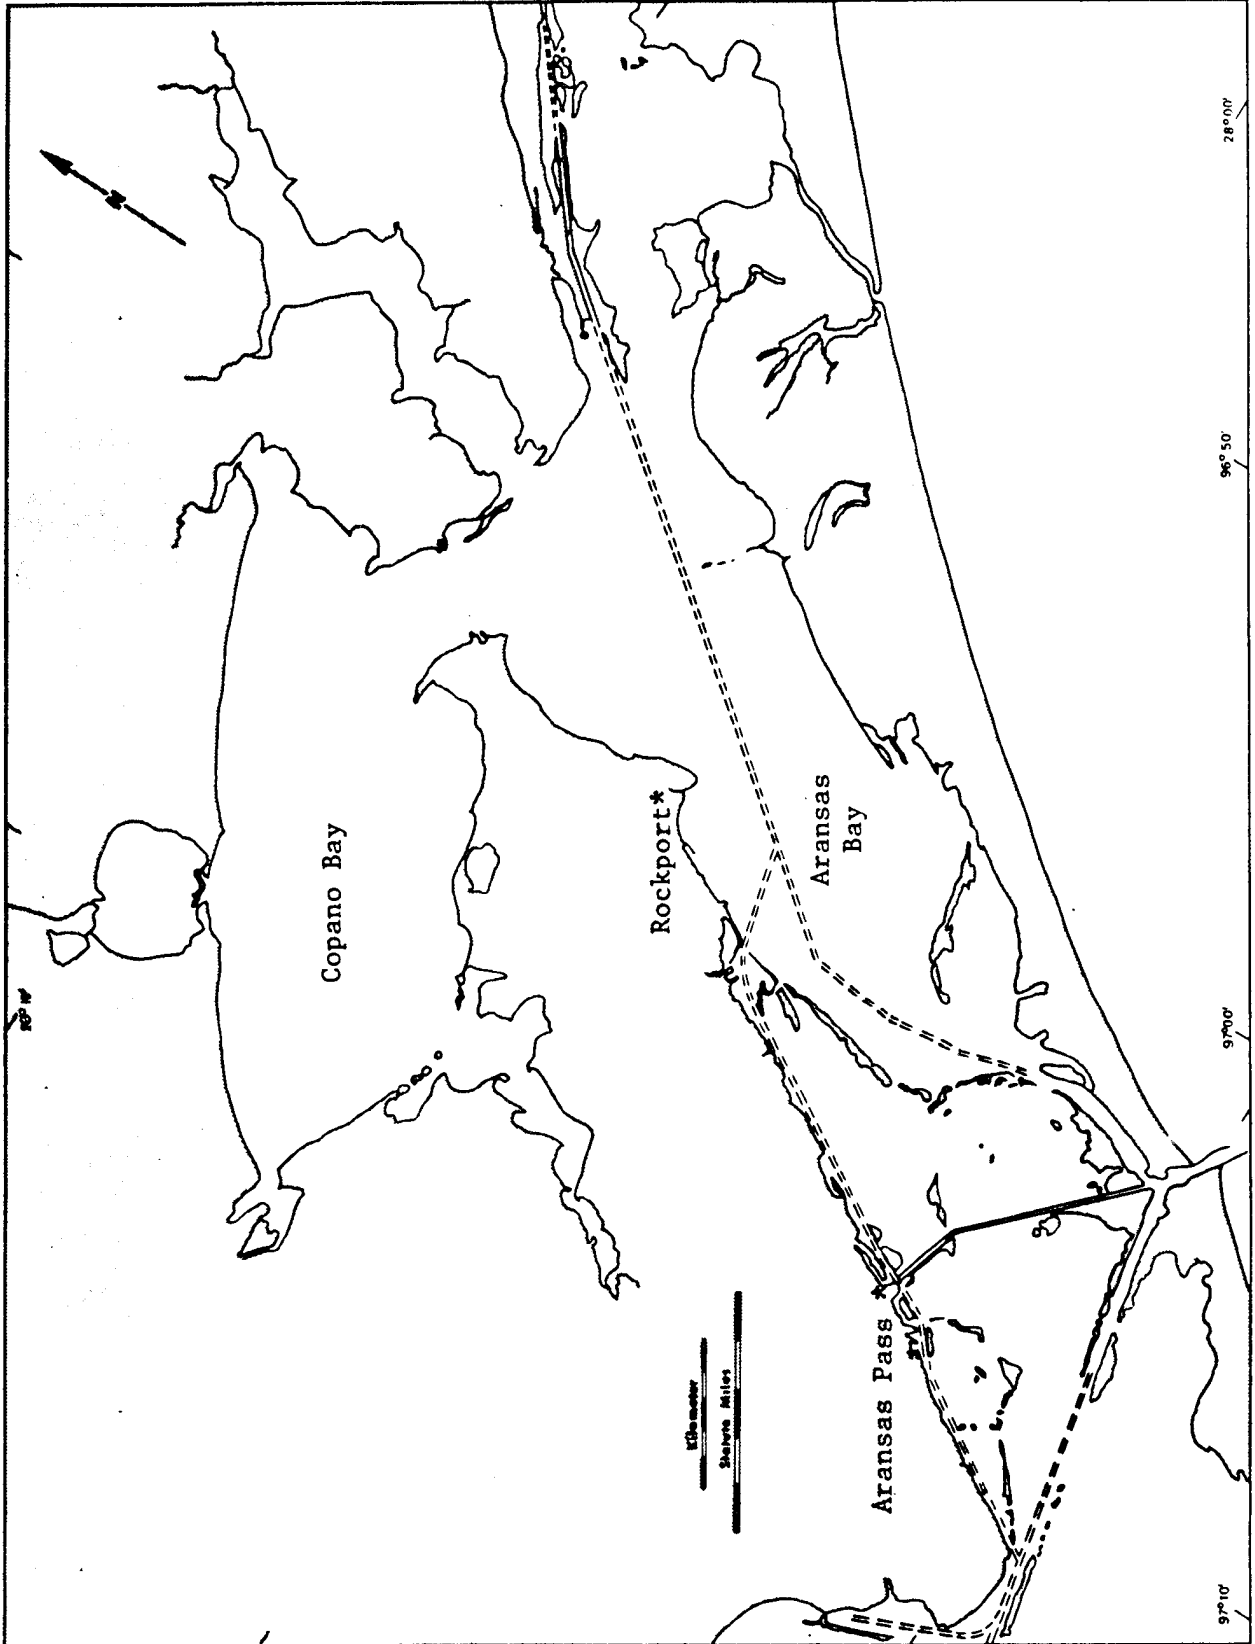 N
28°00'
96°50'
Copano Bay
Rockport*
Aransas
Bay
97°00'
Kilometer
Statute Miles
Aransas Pass
*
97°10'